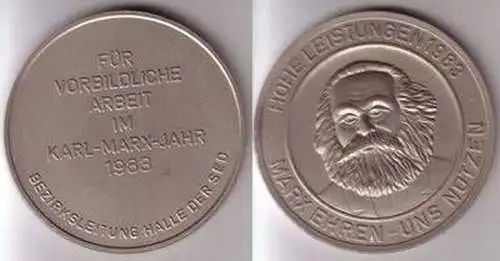 FÜR
VORBILDLICHE
ARBEIT
IM
KARL-MARX-JAHR
1983
BEZIRKSLEITUNG HALLE DER SED
HOHE LEISTUNGEN 1983
MARX EHREN - UNS NUTZEN